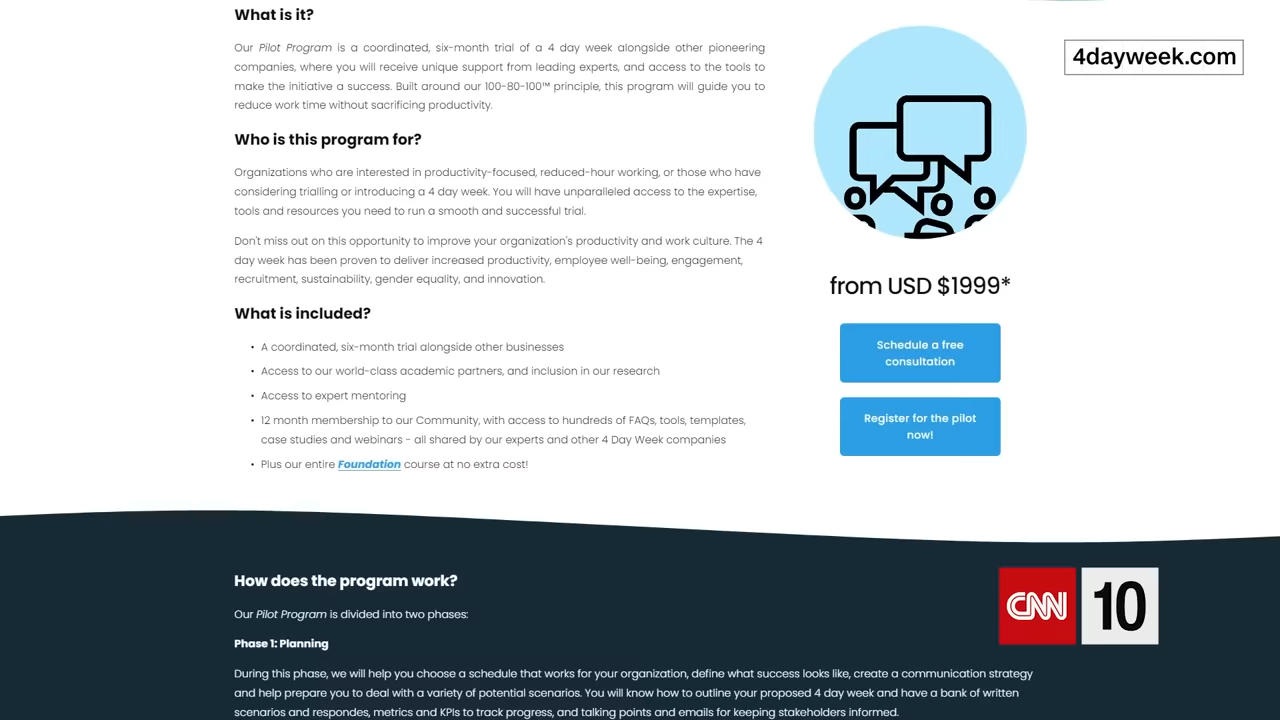 What is it?
Our Pilot Program is a coordinated, six-month trial of a 4 day week alongside other pioneering
companies, where you will receive unique support from leading experts, and access to the tools to
make the initiative a success. Built around our 100-80-100™ principle, this program will guide you to
reduce work time without sacrificing productivity.
Who is this program for?
Organizations who are interested in productivity-focused, reduced-hour working, or those who have
considering trialling or introducing a 4 day week. You will have unparalleled access to the expertise,
tools and resources you need to run a smooth and successful trial.
Don't miss out on this opportunity to improve your organization's productivity and work culture. The 4
day week has been proven to deliver increased productivity, employee well-being, engagement,
recruitment, sustainability, gender equality, and innovation.
What is included?
• A coordinated, six-month trial alongside other businesses
• Access to our world-class academic partners, and inclusion in our research
• Access to expert mentoring
• 12 month membership to our Community, with access to hundreds of FAQs, tools, templates,
case studies and webinars - all shared by our experts and other 4 Day Week companies
• Plus our entire Foundation course at no extra cost!
4dayweek.com
from USD $1999*
Schedule a free
consultation
Register for the pilot
now!
How does the program work?
Our Pilot Program is divided into two phases:
Phase 1: Planning
During this phase, we will help you choose a schedule that works for your organization, define what success looks like, create a communication strategy
and help prepare you to deal with a variety of potential scenarios. You will know how to outline your proposed 4 day week and have a bank of written
scenarios and respondes, metrics and KPIs to track progress, and talking points and emails for keeping stakeholders informed.
CNN 10